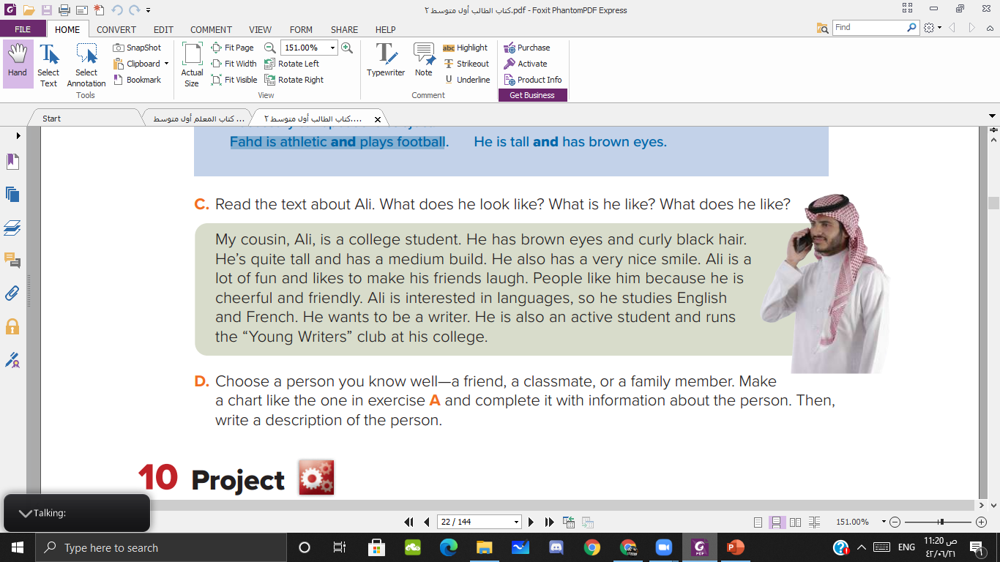 كتاب الطالب أول متوسط ٢.pdf - Foxit PhantomPDF Express
FILE HOME CONVERT EDIT COMMENT VIEW FORM SHARE HELP
Find
Hand
Select Text
Select Annotation
SnapShot
Clipboard
Bookmark
Tools
Actual Size
Fit Page
Fit Width
Fit Visible
151.00%
Rotate Left
Rotate Right
View
Typewriter
Note
Highlight
Strikeout
Underline
Comment
Purchase
Activate
Product Info
Get Business
Start
كتاب المعلم أول متوسط ...
كتاب الطالب أول متوسط ٢....
Fahd is athletic and plays football. He is tall and has brown eyes.
C. Read the text about Ali. What does he look like? What is he like? What does he like?
My cousin, Ali, is a college student. He has brown eyes and curly black hair.
He's quite tall and has a medium build. He also has a very nice smile. Ali is a
lot of fun and likes to make his friends laugh. People like him because he is
cheerful and friendly. Ali is interested in languages, so he studies English
and French. He wants to be a writer. He is also an active student and runs
the “Young Writers” club at his college.
D. Choose a person you know well—a friend, a classmate, or a family member. Make
a chart like the one in exercise A and complete it with information about the person. Then,
write a description of the person.
10 Project
Talking:
22 / 144
151.00%
Type here to search
ENG
11:20 ص
٤٢/٠٦/٢١